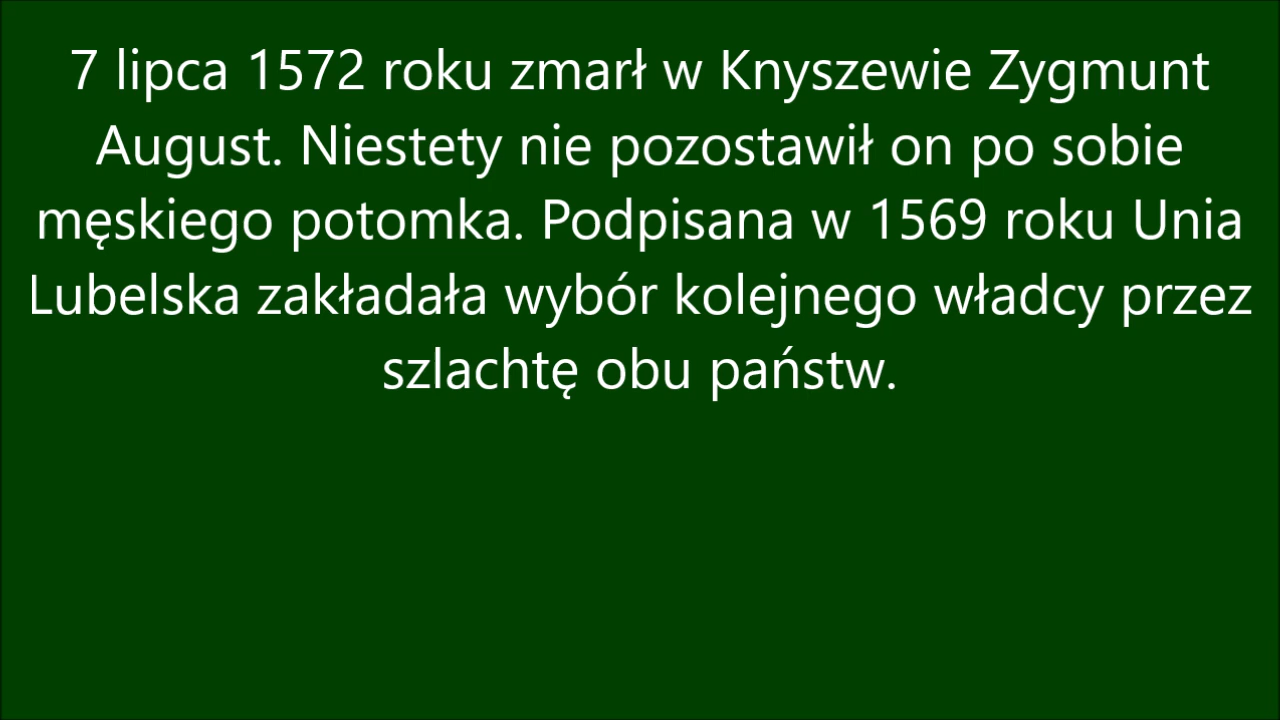 7 lipca 1572 roku zmarł w Knyszewie Zygmunt
August. Niestety nie pozostawił on po sobie
męskiego potomka. Podpisana w 1569 roku Unia
Lubelska zakładała wybór kolejnego władcy przez
szlachtę obu państw.